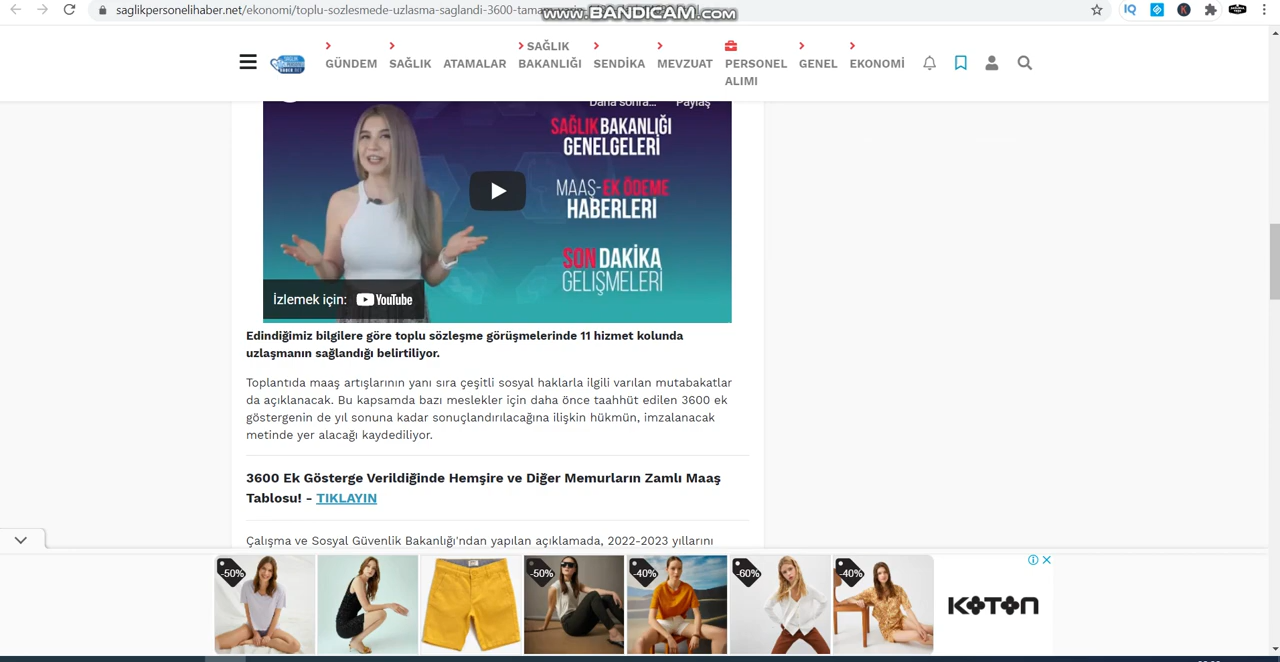 saglikpersonelihaber.net/ekonomi/toplu-sozlesmede-uzlasma-saglandi-3600-tamam
www.BANDICAM.com
IQ
K
SAĞLIK
HABER.NET
GÜNDEM
SAĞLIK
ATAMALAR
SAĞLIK BAKANLIĞI
SENDİKA
MEVZUAT
PERSONEL ALIMI
GENEL
EKONOMİ
Daha sonra...
Paylaş
SAĞLIK BAKANLIĞI
GENELGELERİ
MAAŞ-EK ÖDEME
HABERLERİ
SON DAKİKA
GELİŞMELERİ
İzlemek için: YouTube
Edindiğimiz bilgilere göre toplu sözleşme görüşmelerinde 11 hizmet kolunda
uzlaşmanın sağlandığı belirtiliyor.
Toplantıda maaş artışlarının yanı sıra çeşitli sosyal haklarla ilgili varılan mutabakatlar
da açıklanacak. Bu kapsamda bazı meslekler için daha önce taahhüt edilen 3600 ek
göstergenin de yıl sonuna kadar sonuçlandırılacağına ilişkin hükmün, imzalanacak
metinde yer alacağı kaydediliyor.
3600 Ek Gösterge Verildiğinde Hemşire ve Diğer Memurların Zamlı Maaş
Tablosu! - TIKLAYIN
Çalışma ve Sosyal Güvenlik Bakanlığı'ndan yapılan açıklamada, 2022-2023 yıllarını
-50%
-50%
-40%
-60%
-40%
KOTON